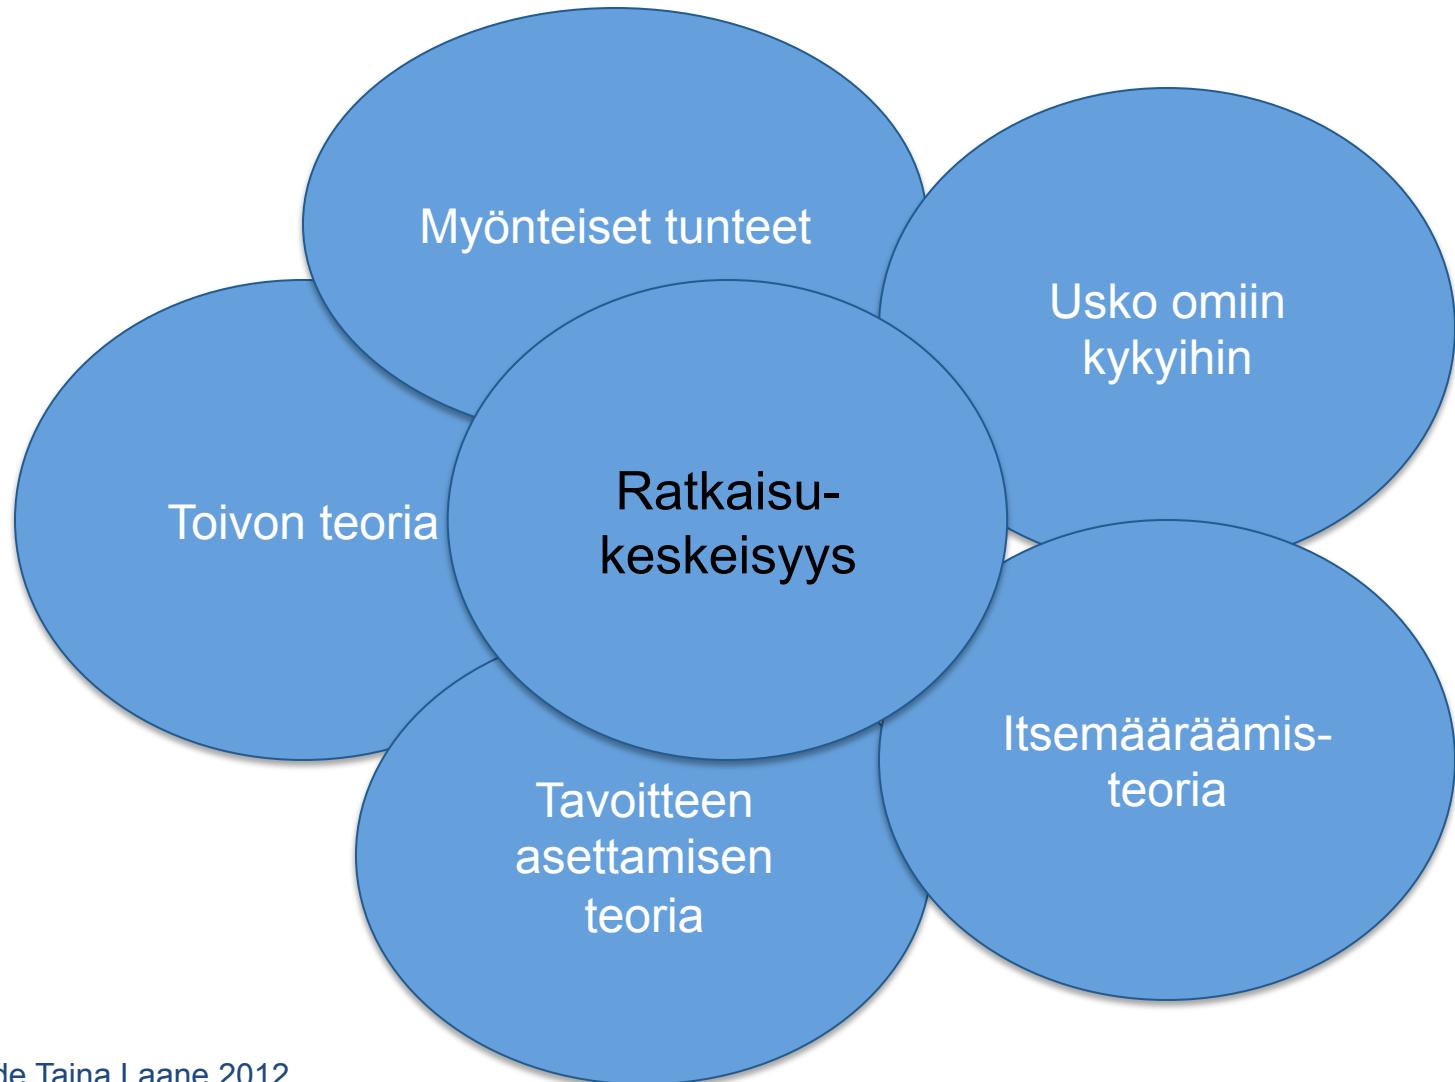 Myönteiset tunteet
Usko omiin
kykyihin
Ratkaisu-
keskeisyys
Toivon teoria
Itsemääräämis-
teoria
Tavoitteen
asettamisen
teoria
Taina Laane 2012